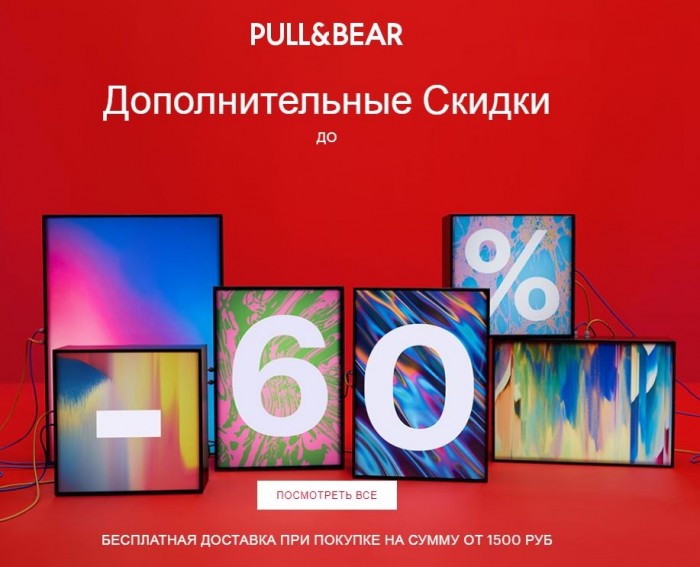 PULL&BEAR
Дополнительные Скидки
ДО
- 60 %
ПОСМОТРЕТЬ ВСЕ
БЕСПЛАТНАЯ ДОСТАВКА ПРИ ПОКУПКЕ НА СУММУ ОТ 1500 РУБ